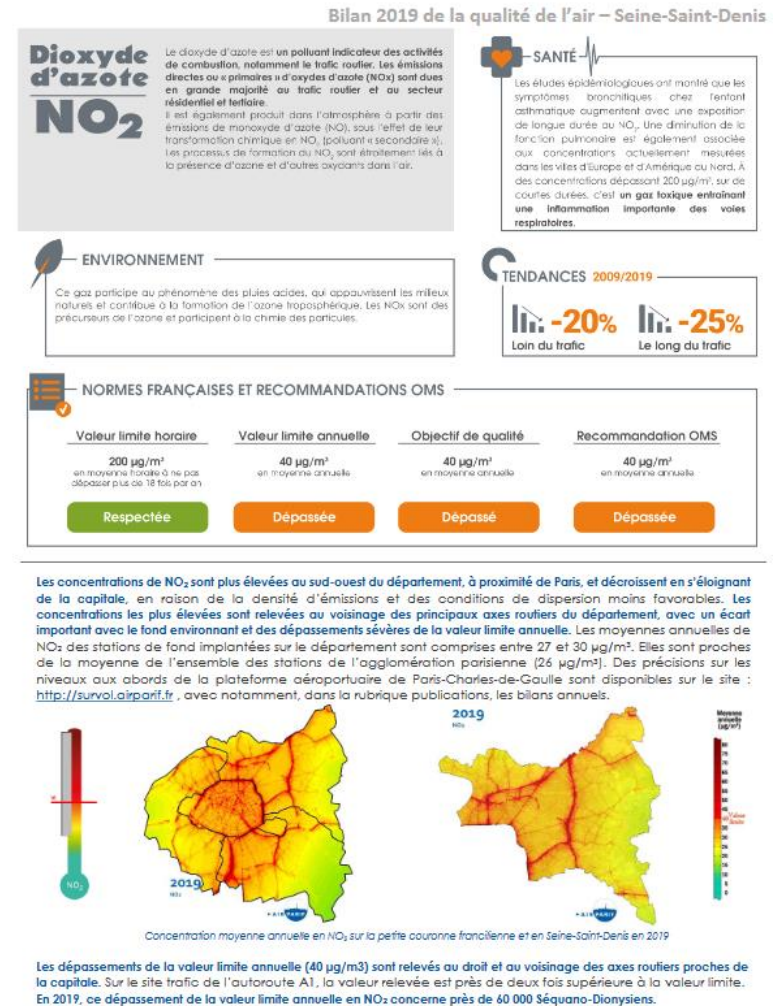 Bilan 2019 de la qualité de l'air – Seine-Saint-Denis
Dioxyde
d'azote
NO₂
Le dioxyde d'azote est un polluant indicateur des activités
de combustion, notamment le trafic routier. Les émissions
directes ou « primaires » d'oxydes d'azote (NOx) sont dues
en grande majorité au trafic routier et au secteur
résidentiel et tertiaire.
Il est également produit dans l'atmosphère à partir des
émissions de monoxyde d'azote (NO), sous l'effet de leur
transformation chimique en NO₂ (polluant « secondaire »).
Les processus de formation du NO₂ sont étroitement liés à
la présence d'ozone et d'autres oxydants dans l'air.
SANTÉ
Les études épidémiologiques ont montré que les
symptômes bronchitiques chez l'enfant
asthmatique augmentent avec une exposition
de longue durée au NO₂. Une diminution de la
fonction pulmonaire est également associée
aux concentrations actuellement mesurées
dans les villes d'Europe et d'Amérique du Nord. À
des concentrations dépassant 200 µg/m³, sur de
courtes durées, c'est un gaz toxique entraînant
une inflammation importante des voies
respiratoires.
ENVIRONNEMENT
Ce gaz participe au phénomène des pluies acides, qui appauvrissent les milieux
naturels et contribue à la formation de l'ozone troposphérique. Les NOx sont des
précurseurs de l'ozone et participent à la chimie des particules.
TENDANCES 2009/2019
-20% -25%
Loin du trafic Le long du trafic
NORMES FRANÇAISES ET RECOMMANDATIONS OMS
Valeur limite horaire Valeur limite annuelle Objectif de qualité Recommandation OMS
200 µg/m³ 40 µg/m³ 40 µg/m³ 40 µg/m³
en moyenne horaire à ne pas en moyenne annuelle en moyenne annuelle en moyenne annuelle
dépasser plus de 18 fois par an
Respectée Dépassée Dépassé Dépassée
Les concentrations de NO₂ sont plus élevées au sud-ouest du département, à proximité de Paris, et décroissent en s'éloignant
de la capitale, en raison de la densité d'émissions et des conditions de dispersion moins favorables. Les
concentrations les plus élevées sont relevées au voisinage des principaux axes routiers du département, avec un écart
important avec le fond environnant et des dépassements sévères de la valeur limite annuelle. Les moyennes annuelles de
NO₂ des stations de fond implantées sur le département sont comprises entre 27 et 30 µg/m³. Elles sont proches
de la moyenne de l'ensemble des stations de l'agglomération parisienne (26 µg/m³). Des précisions sur les
niveaux aux abords de la plateforme aéroportuaire de Paris-Charles-de-Gaulle sont disponibles sur le site :
http://survol.airparif.fr , avec notamment, dans la rubrique publications, les bilans annuels.
NO₂
2019
NO₂
AIRPARIF
2019
NO₂
AIRPARIF
Moyenne
annuelle
(µg/m³)
Valeur
limite
Concentration moyenne annuelle en NO₂ sur la petite couronne francilienne et en Seine-Saint-Denis en 2019
Les dépassements de la valeur limite annuelle (40 µg/m3) sont relevés au droit et au voisinage des axes routiers proches de
la capitale. Sur le site trafic de l'autoroute A1, la valeur relevée est près de deux fois supérieure à la valeur limite.
En 2019, ce dépassement de la valeur limite annuelle en NO₂ concerne près de 60 000 Séquano-Dionysiens.